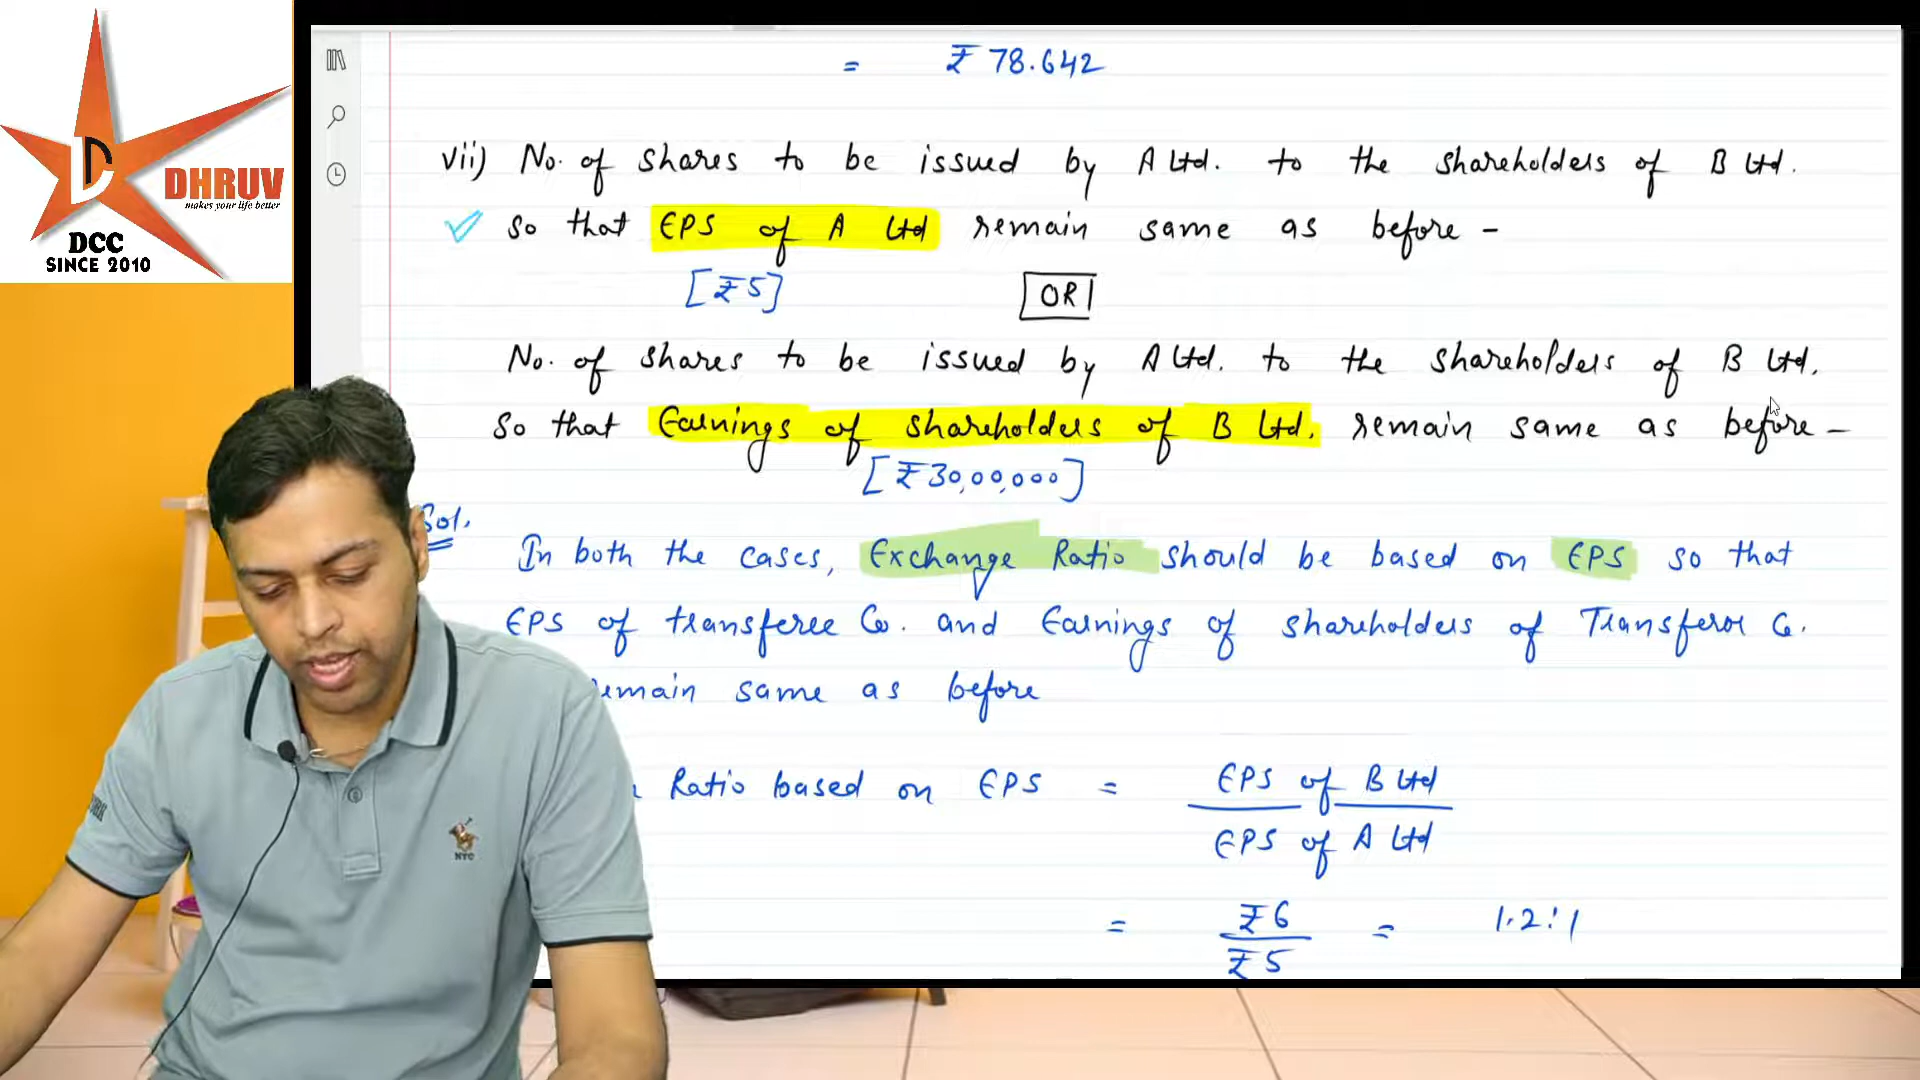 DC
DHRUV
makes your life better
DCC
SINCE 2010
= ₹ 78.642
vii) No. of shares to be issued by A Ltd. to the shareholders of B Ltd.
so that EPS of A Ltd remain same as before -
[₹5]
OR
No. of shares to be issued by A Ltd. to the shareholders of B Ltd.
so that Earnings of shareholders of B Ltd. remain same as before -
[₹30,00,000]
Sol.
In both the cases, Exchange Ratio should be based on EPS so that
EPS of transferee Co. and Earnings of shareholders of Transferor Co.
remain same as before
Ratio based on EPS = EPS of B Ltd
EPS of A Ltd
= ₹6 = 1.2:1
₹5
NYC